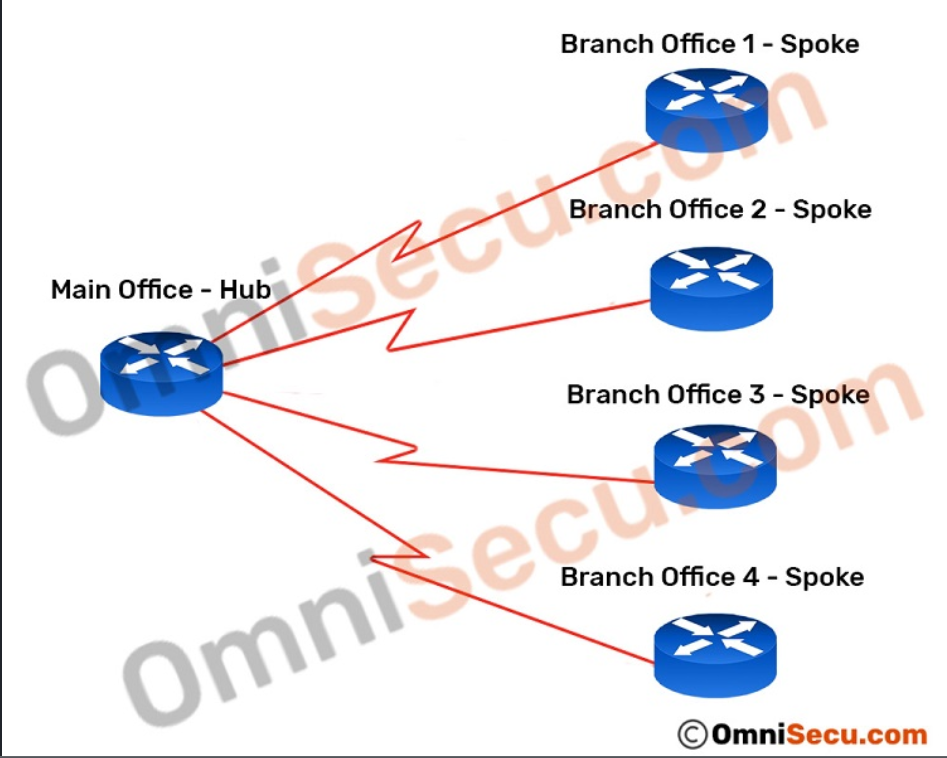 Branch Office 1 - Spoke
Branch Office 2 - Spoke
Main Office - Hub
Branch Office 3 - Spoke
Branch Office 4 - Spoke
OmniSecu.com
OmniSecu.com
©OmniSecu.com